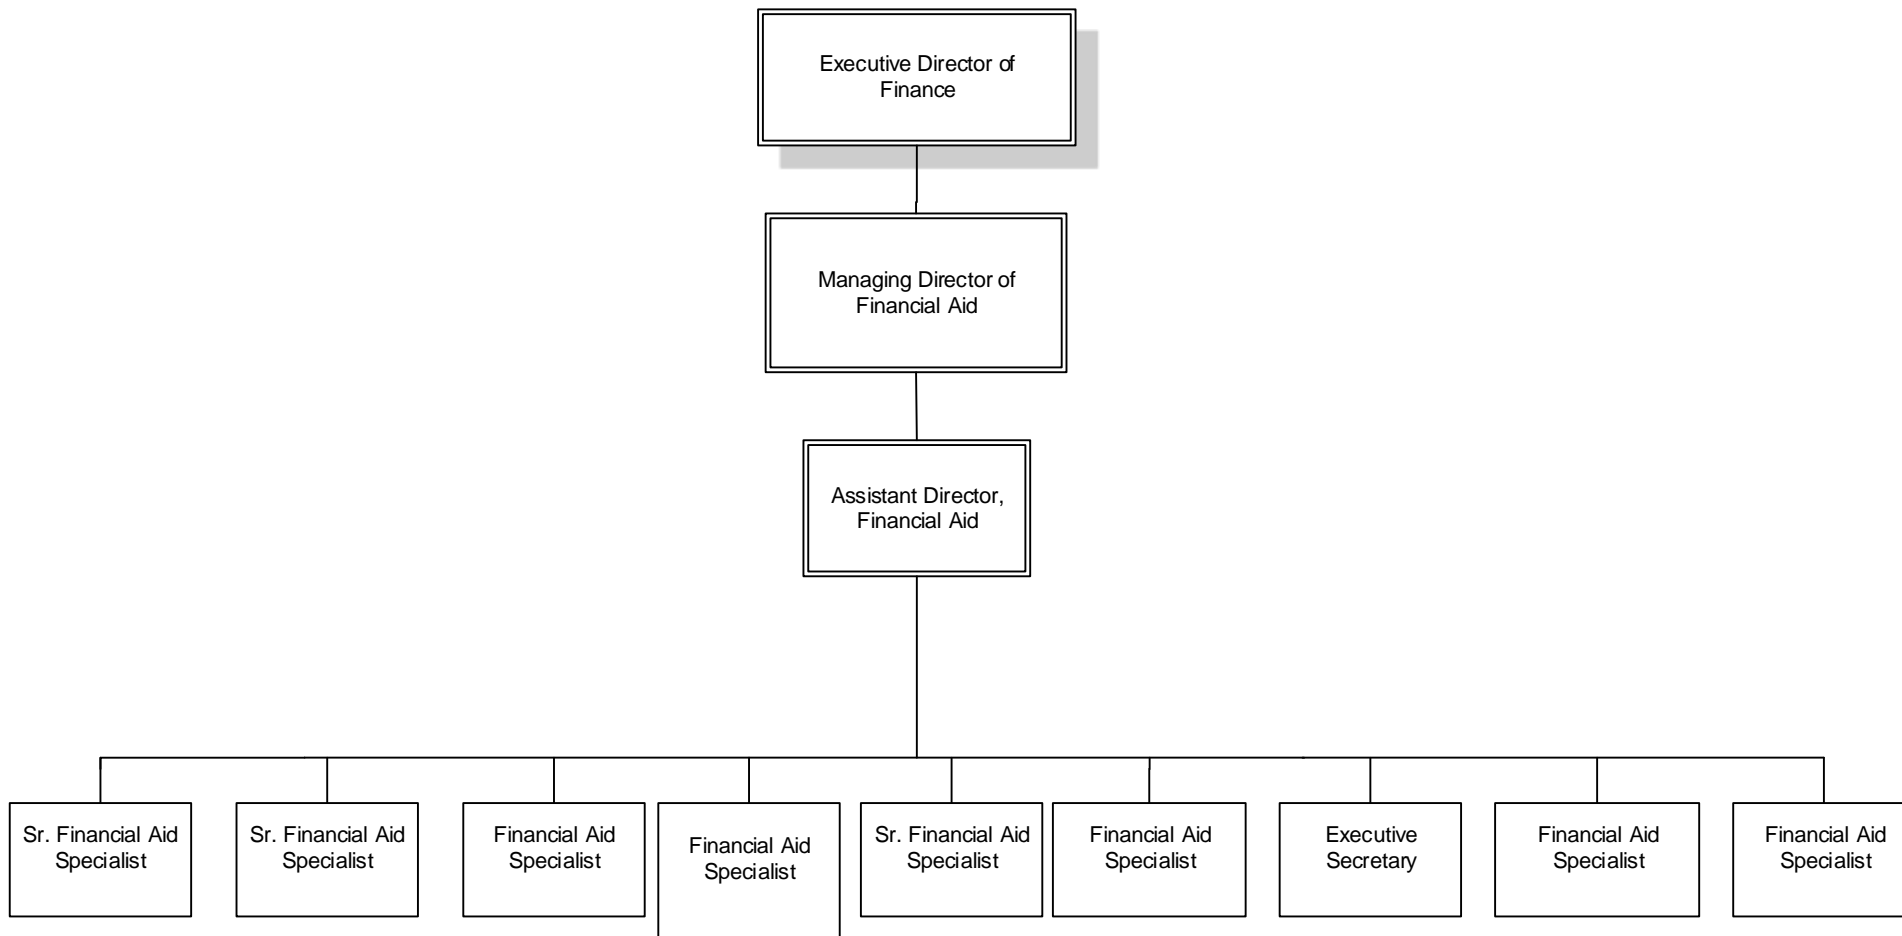 Executive Director of
Finance
Managing Director of
Financial Aid
Assistant Director,
Financial Aid
Sr. Financial Aid
Specialist
Sr. Financial Aid
Specialist
Financial Aid
Specialist
Financial Aid
Specialist
Sr. Financial Aid
Specialist
Financial Aid
Specialist
Executive
Secretary
Financial Aid
Specialist
Financial Aid
Specialist